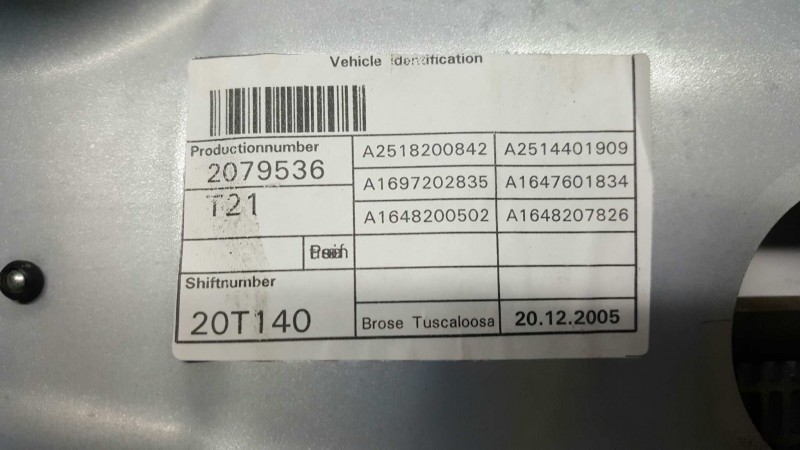 Vehicle Identification
Productionnumber
2079536
A2518200842 A2514401909
T21
A1697202835 A1647601834
A1648200502 A1648207826
Shiftnumber
20T140
Brose Tuscaloosa 20.12.2005